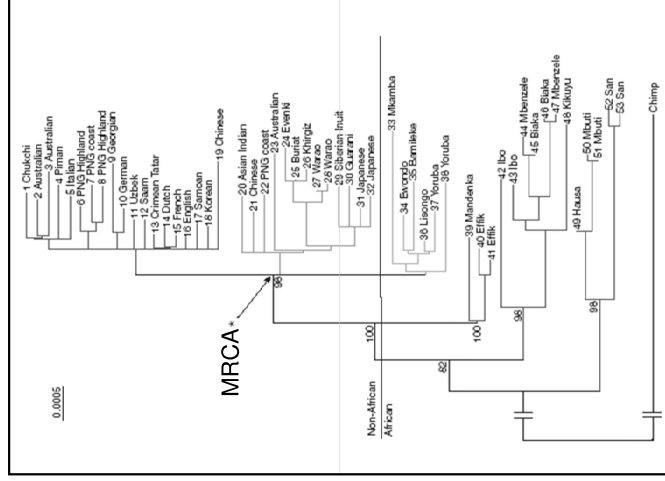 1 Chukchi
2 Australian
3 Australian
4 Piman
5 Italian
6 PNG Highland
7 PNG coast
8 PNG Highland
9 Georgian
10 German
11 Uzbek
12 Saam
13 Crimean Tatar
14 Dutch
15 French
16 English
17 Samoan
18 Korean
19 Chinese
20 Asian Indian
21 Chinese
22 PNG coast
23 Australian
24 Evenki
25 Buriat
26 Khirgiz
27 Warao
28 Warao
29 Siberian Inuit
30 Guarani
31 Japanese
32 Japanese
33 Mkamba
34 Ewondo
35 Bamileke
36 Lisongo
37 Yoruba
38 Yoruba
39 Mandenka
40 Effik
41 Effik
42 Ibo
43 Ibo
44 Mbenzele
45 Biaka
46 Biaka
47 Mbenzele
48 Kikuyu
49 Hausa
50 Mbuti
51 Mbuti
52 San
53 San
Chimp
96
100
100
98
62
98
MRCA*
0.0005
Non-African
African